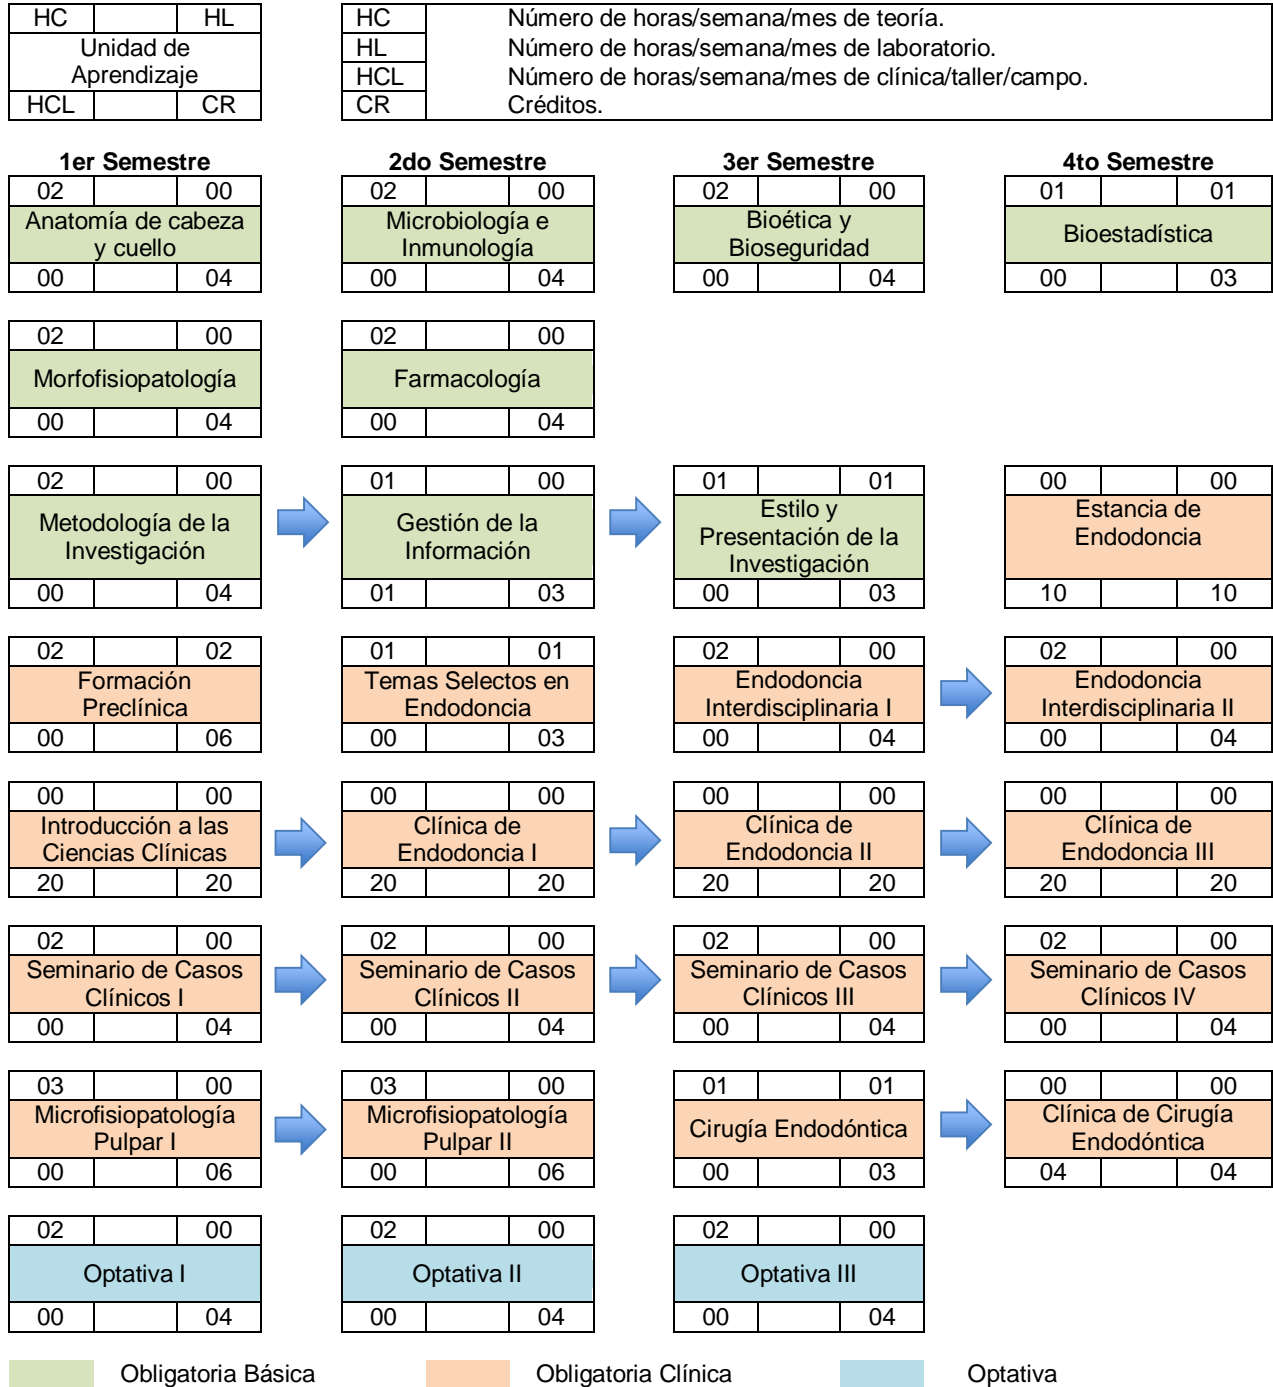 HC HL
Unidad de
Aprendizaje
HCL CR
HC Número de horas/semana/mes de teoría.
HL Número de horas/semana/mes de laboratorio.
HCL Número de horas/semana/mes de clínica/taller/campo.
CR Créditos.
1er Semestre 2do Semestre 3er Semestre 4to Semestre
02 00 02 00 02 00 01 01
Anatomía de cabeza Microbiología e Bioética y
Bioestadística
y cuello Inmunología Bioseguridad
00 04 00 04 00 04 00 03
02 00 02 00
Morfofisiopatología Farmacología
00 04 00 04
02 00 01 00 01 01 00 00
Estilo y Estancia de
Metodología de la Gestión de la Presentación de la Endodoncia
Investigación Información Investigación
00 04 01 03 00 03 10 10
02 02 01 01 02 00 02 00
Formación Temas Selectos en Endodoncia Endodoncia
Preclínica Endodoncia Interdisciplinaria I Interdisciplinaria II
00 06 00 03 00 04 00 04
00 00 00 00 00 00 00 00
Introducción a las Clínica de Clínica de Clínica de
Ciencias Clínicas Endodoncia I Endodoncia II Endodoncia III
20 20 20 20 20 20 20 20
02 00 02 00 02 00 02 00
Seminario de Casos Seminario de Casos Seminario de Casos Seminario de Casos
Clínicos I Clínicos II Clínicos III Clínicos IV
00 04 00 04 00 04 00 04
03 00 03 00 01 01 00 00
Microfisiopatología Microfisiopatología Cirugía Endodóntica Clínica de Cirugía
Pulpar I Pulpar II Endodóntica
00 06 00 06 00 03 04 04
02 00 02 00 02 00
Optativa I Optativa II Optativa III
00 04 00 04 00 04
Obligatoria Básica Obligatoria Clínica Optativa